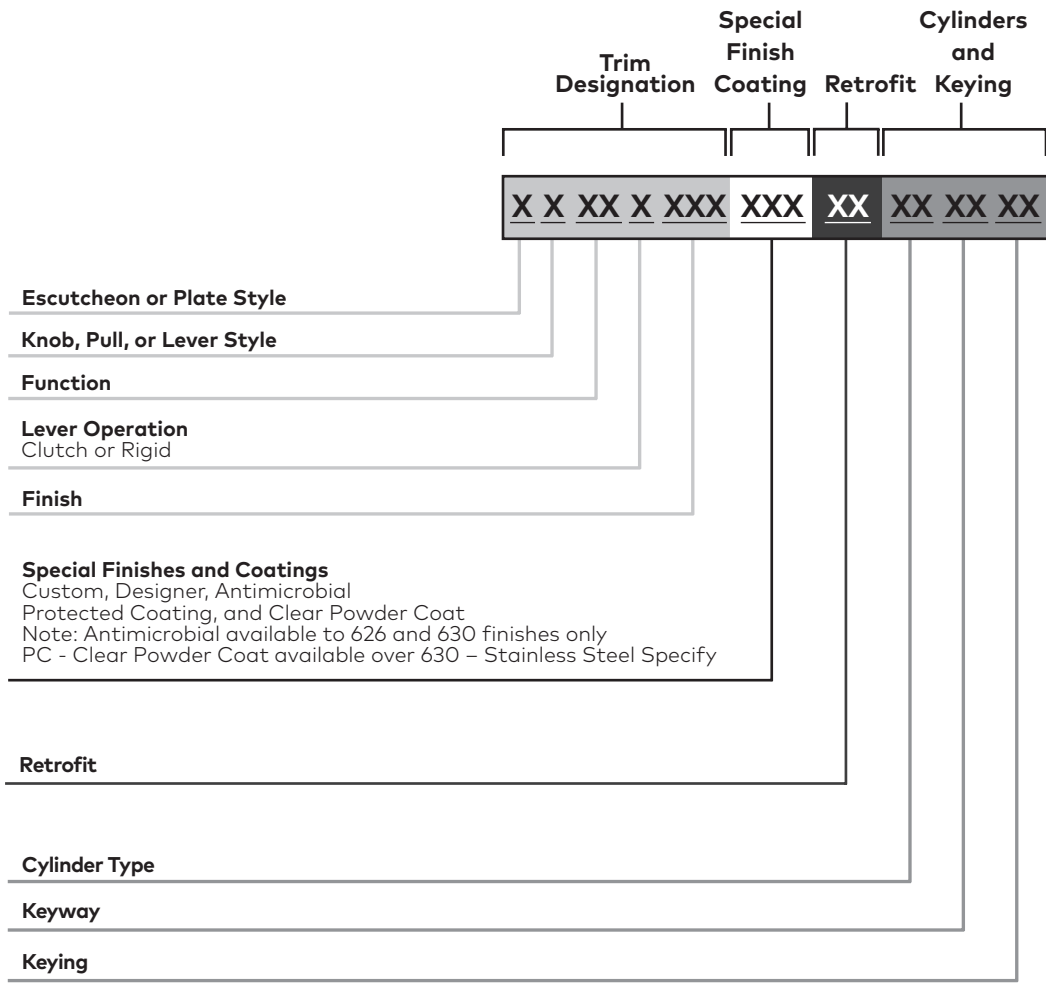 Special
Finish
Coating
Cylinders
and
Keying
Trim
Designation
Retrofit
X X XX X XXX XXX XX XX XX XX
Escutcheon or Plate Style
Knob, Pull, or Lever Style
Function
Lever Operation
Clutch or Rigid
Finish
Special Finishes and Coatings
Custom, Designer, Antimicrobial
Protected Coating, and Clear Powder Coat
Note: Antimicrobial available to 626 and 630 finishes only
PC - Clear Powder Coat available over 630 – Stainless Steel Specify
Retrofit
Cylinder Type
Keyway
Keying